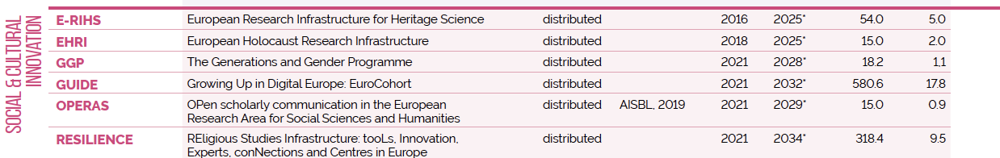 SOCIAL & CULTURAL
INNOVATION
E-RIHS European Research Infrastructure for Heritage Science distributed 2016 2025* 54.0 5.0
EHRI European Holocaust Research Infrastructure distributed 2018 2025* 15.0 2.0
GGP The Generations and Gender Programme distributed 2021 2028* 18.2 1,1
GUIDE Growing Up in Digital Europe: EuroCohort distributed 2021 2032* 580.6 17.8
OPERAS OPen scholarly communication in the European distributed AISBL, 2019 2021 2029* 15.0 0.9
Research Area for Social Sciences and Humanities
RESILIENCE REligious Studies Infrastructure: tooLs, Innovation, distributed 2021 2034* 318.4 9.5
Experts, conNections and Centres in Europe